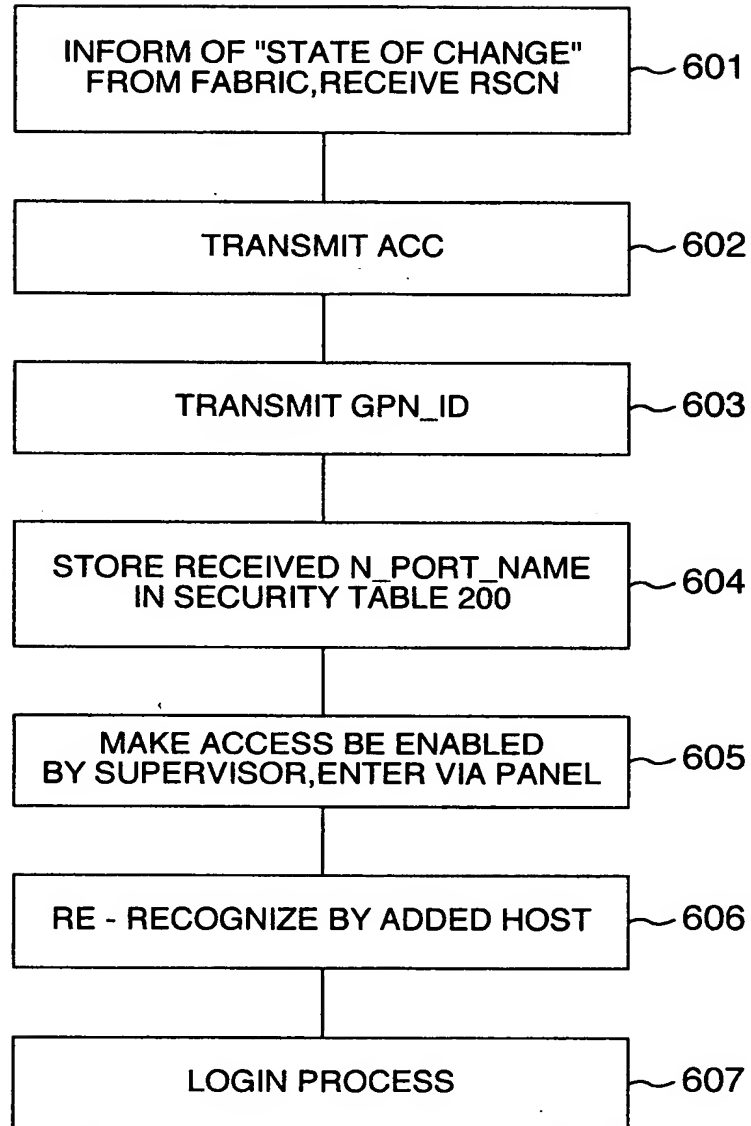 INFORM OF "STATE OF CHANGE"
FROM FABRIC,RECEIVE RSCN
601
TRANSMIT ACC
602
TRANSMIT GPN_ID
603
STORE RECEIVED N_PORT_NAME
IN SECURITY TABLE 200
604
MAKE ACCESS BE ENABLED
BY SUPERVISOR,ENTER VIA PANEL
605
RE - RECOGNIZE BY ADDED HOST
606
LOGIN PROCESS
607